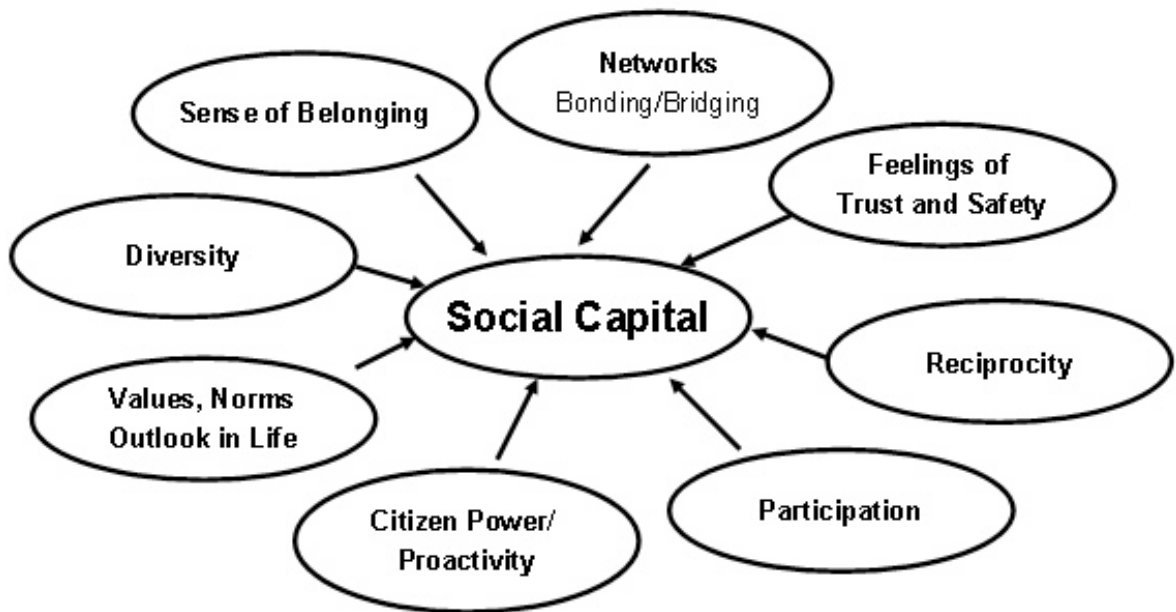 Networks
Bonding/Bridging
Sense of Belonging
Feelings of
Trust and Safety
Diversity
Social Capital
Reciprocity
Values, Norms
Outlook in Life
Participation
Citizen Power/
Proactivity